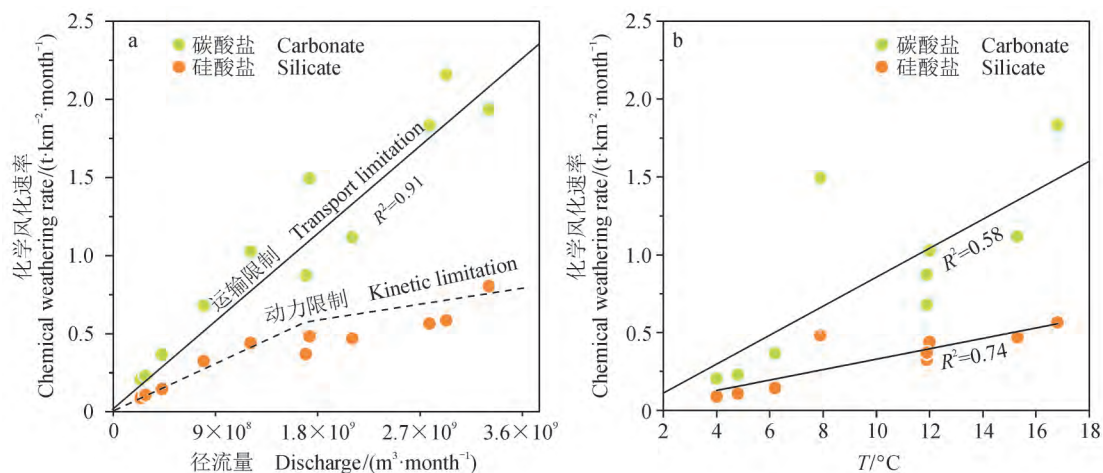 a
碳酸盐 Carbonate
硅酸盐 Silicate
化学风化速率
Chemical weathering rate/(t·km⁻²·month⁻¹)
2.5
2.0
1.5
1.0
0.5
0
运输限制 Transport limitation
R²=0.91
动力限制 Kinetic limitation
0
9×10⁸
1.8×10⁹
2.7×10⁹
3.6×10⁹
径流量 Discharge/(m³·month⁻¹)
b
碳酸盐 Carbonate
硅酸盐 Silicate
化学风化速率
Chemical weathering rate/(t·km⁻²·month⁻¹)
2.5
2.0
1.5
1.0
0.5
0
R²=0.58
R²=0.74
2 4 6 8 10 12 14 16 18
T/°C